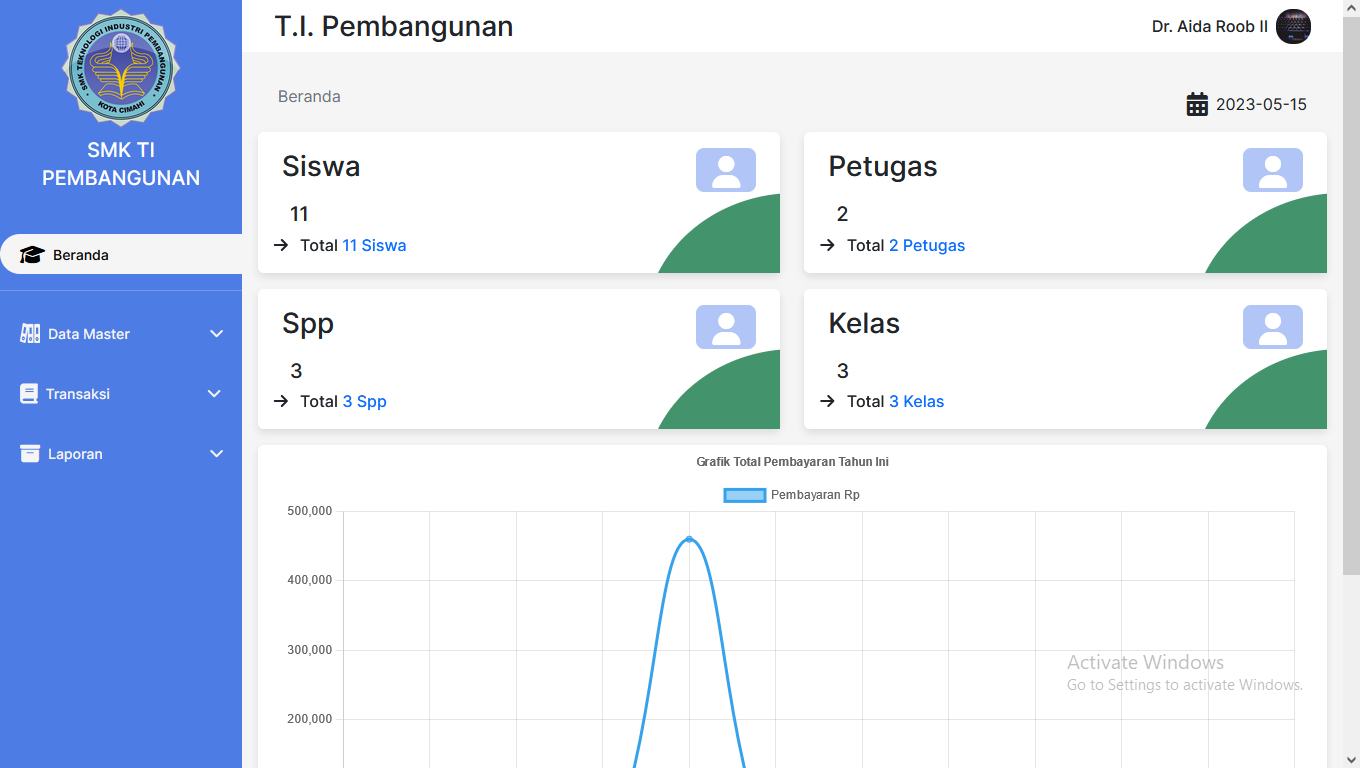 SMK TEKNOLOGI INDUSTRI PEMBANGUNAN
KOTA CIMAHI
SMK TI
PEMBANGUNAN
Beranda
Data Master
Transaksi
Laporan
T.I. Pembangunan
Dr. Aida Roob II
Beranda
2023-05-15
Siswa
11
Total 11 Siswa
Petugas
2
Total 2 Petugas
Spp
3
Total 3 Spp
Kelas
3
Total 3 Kelas
Grafik Total Pembayaran Tahun Ini
Pembayaran Rp
500,000
400,000
300,000
200,000
Activate Windows
Go to Settings to activate Windows.